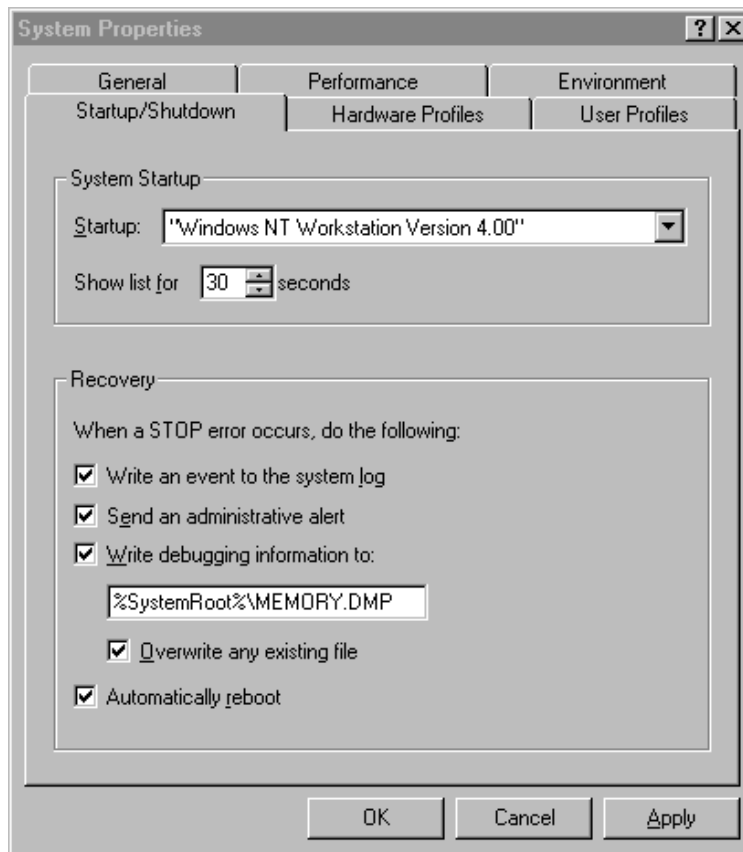 System Properties
General Performance Environment
Startup/Shutdown Hardware Profiles User Profiles
System Startup
Startup: "Windows NT Workstation Version 4.00"
Show list for 30 seconds
Recovery
When a STOP error occurs, do the following:
Write an event to the system log
Send an administrative alert
Write debugging information to:
%SystemRoot%\MEMORY.DMP
Overwrite any existing file
Automatically reboot
OK Cancel Apply